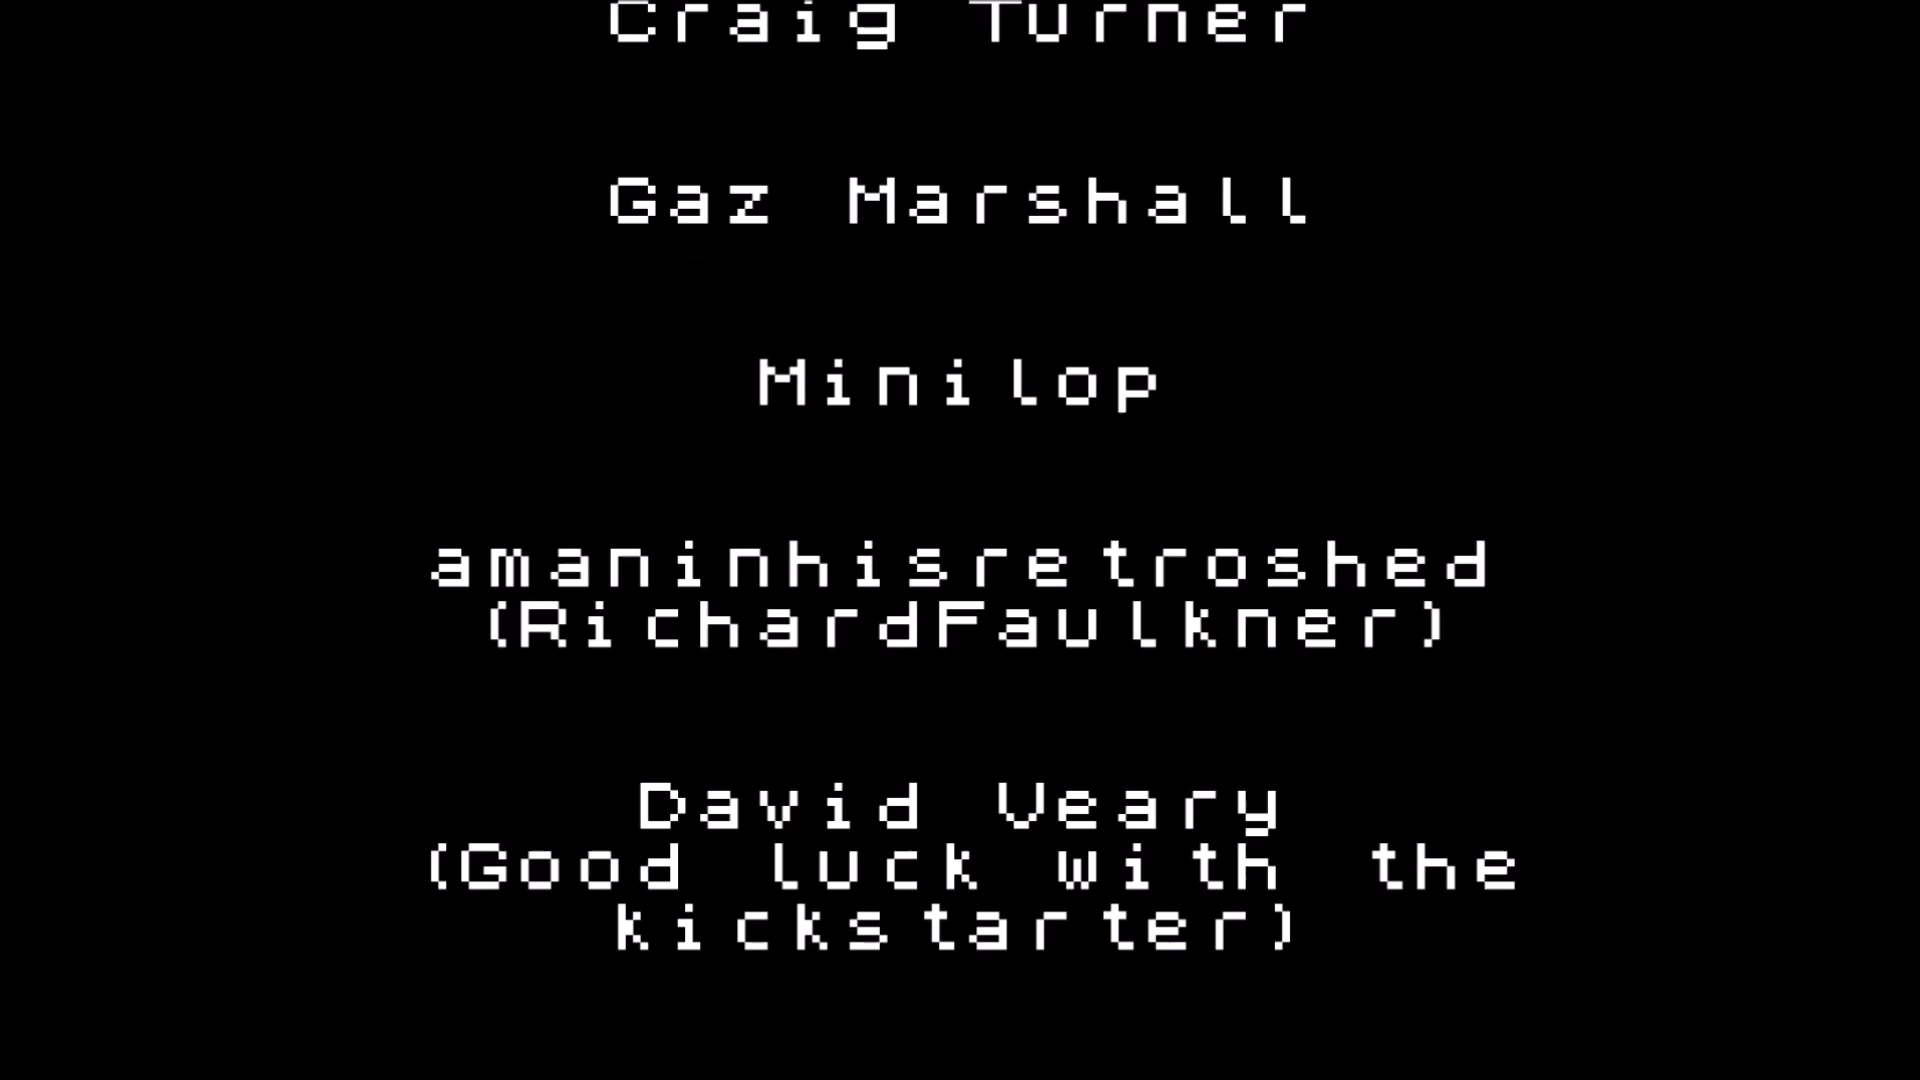 Craig Turner
Gaz Marshall
Minilop
amaninhisretroshed
(RichardFaulkner)
David Veary
(Good luck with the
kickstarter)